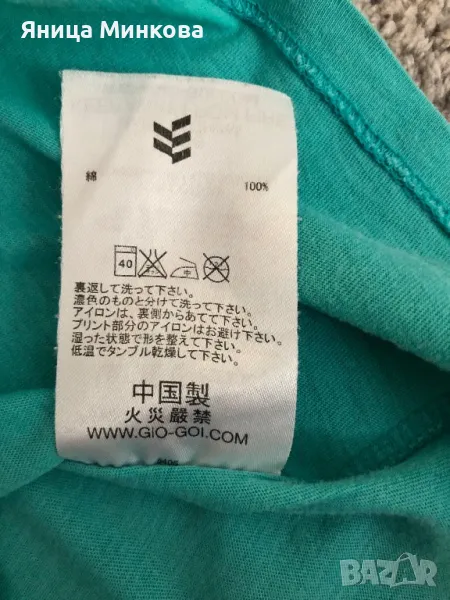 Яница Минкова
綿 100%
40 中
裏返して洗って下さい。
濃色のものと分けて洗って下さい。
アイロンは、裏側からあてて下さい。
プリント部分のアイロンはお避け下さい。
湿った状態で形を整えて下さい。
低温でタンブル乾燥して下さい。
中国製
火災嚴禁
WWW.GIO-GOI.COM
BAZAR